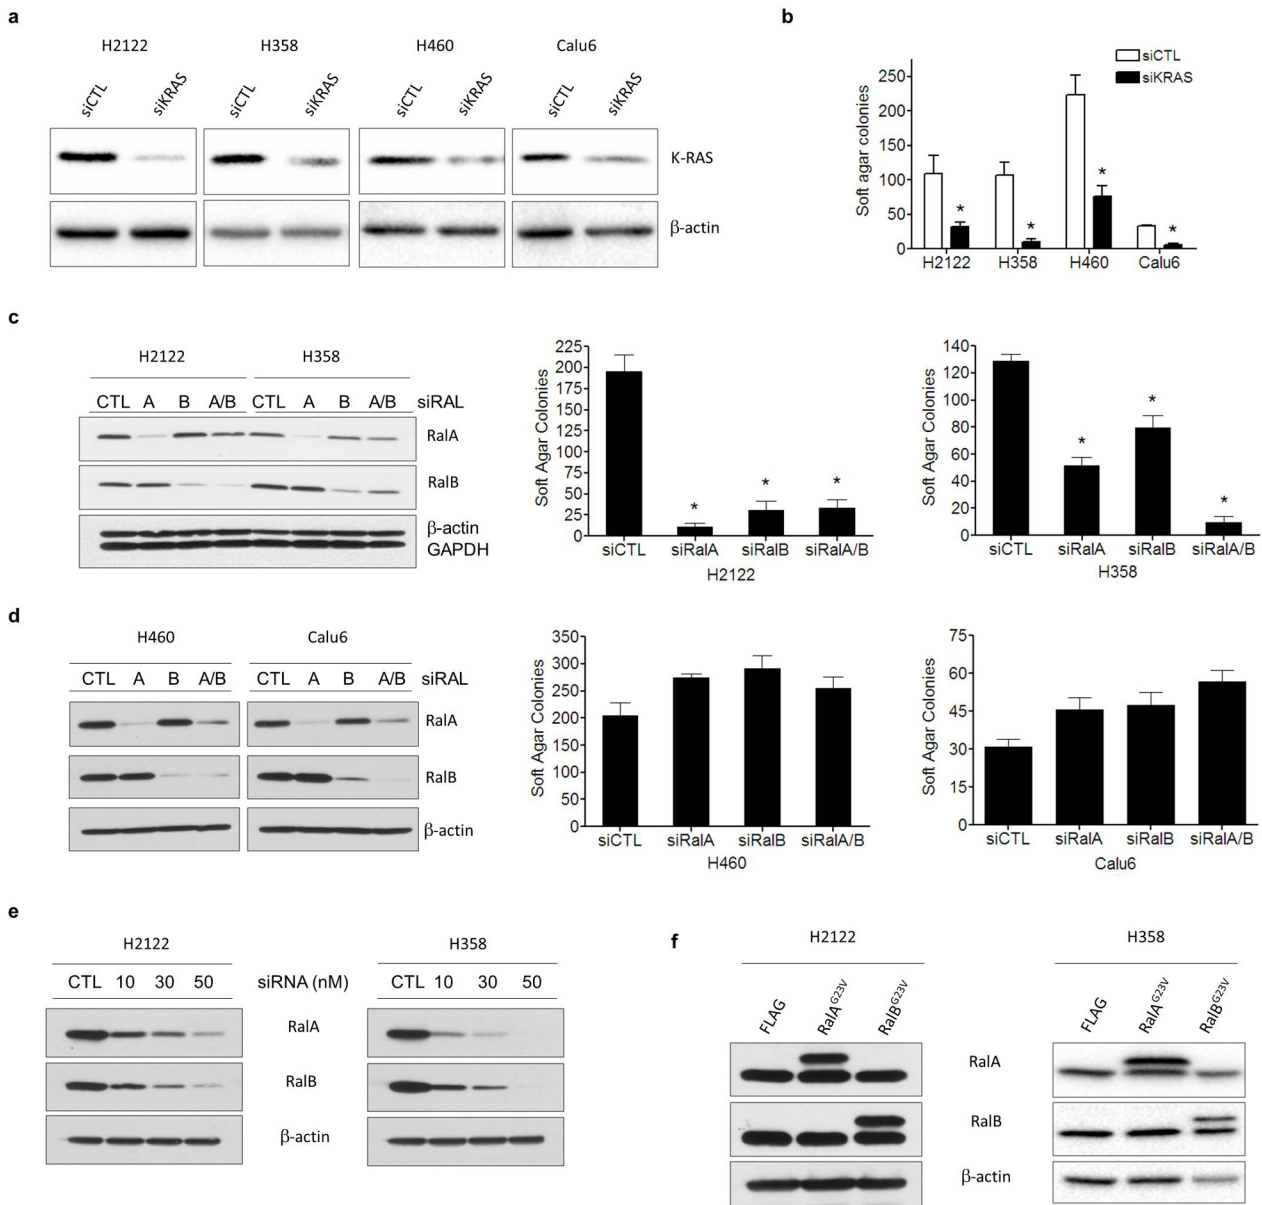 a
H2122 H358 H460 Calu6
siCTL siKRAS siCTL siKRAS siCTL siKRAS siCTL siKRAS
K-RAS
β-actin
b
siCTL
siKRAS
Soft agar colonies
250
200
150
100
50
0
* * * *
H2122 H358 H460 Calu6
c
H2122 H358
CTL A B A/B CTL A B A/B siRAL
RalA
RalB
β-actin
GAPDH
Soft Agar Colonies
225
200
175
150
125
100
75
50
25
0
* * *
siCTL siRalA siRalB siRalA/B
H2122
Soft Agar Colonies
140
120
100
80
60
40
20
0
* * *
siCTL siRalA siRalB siRalA/B
H358
d
H460 Calu6
CTL A B A/B CTL A B A/B siRAL
RalA
RalB
β-actin
Soft Agar Colonies
350
300
250
200
150
100
50
0
siCTL siRalA siRalB siRalA/B
H460
Soft Agar Colonies
75
60
45
30
15
0
siCTL siRalA siRalB siRalA/B
Calu6
e
H2122 H358
CTL 10 30 50 siRNA (nM) CTL 10 30 50
RalA
RalB
β-actin
f
H2122 H358
FLAG RalA^G23V RalB^G23V FLAG RalA^G23V RalB^G23V
RalA
RalB
β-actin